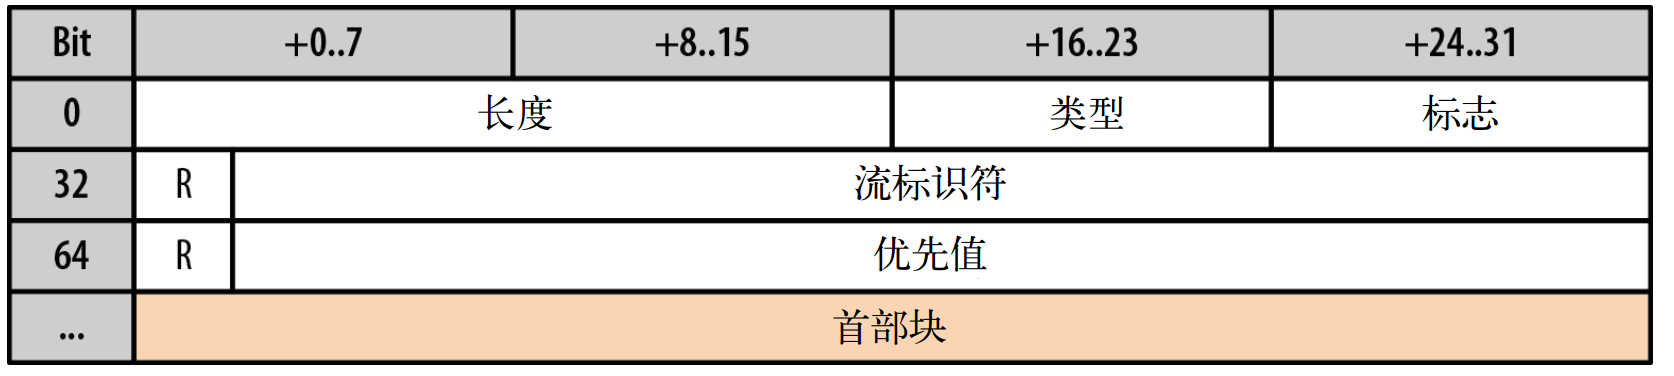 Bit +0..7 +8..15 +16..23 +24..31
0 长度 类型 标志
32 R 流标识符
64 R 优先值
... 首部块